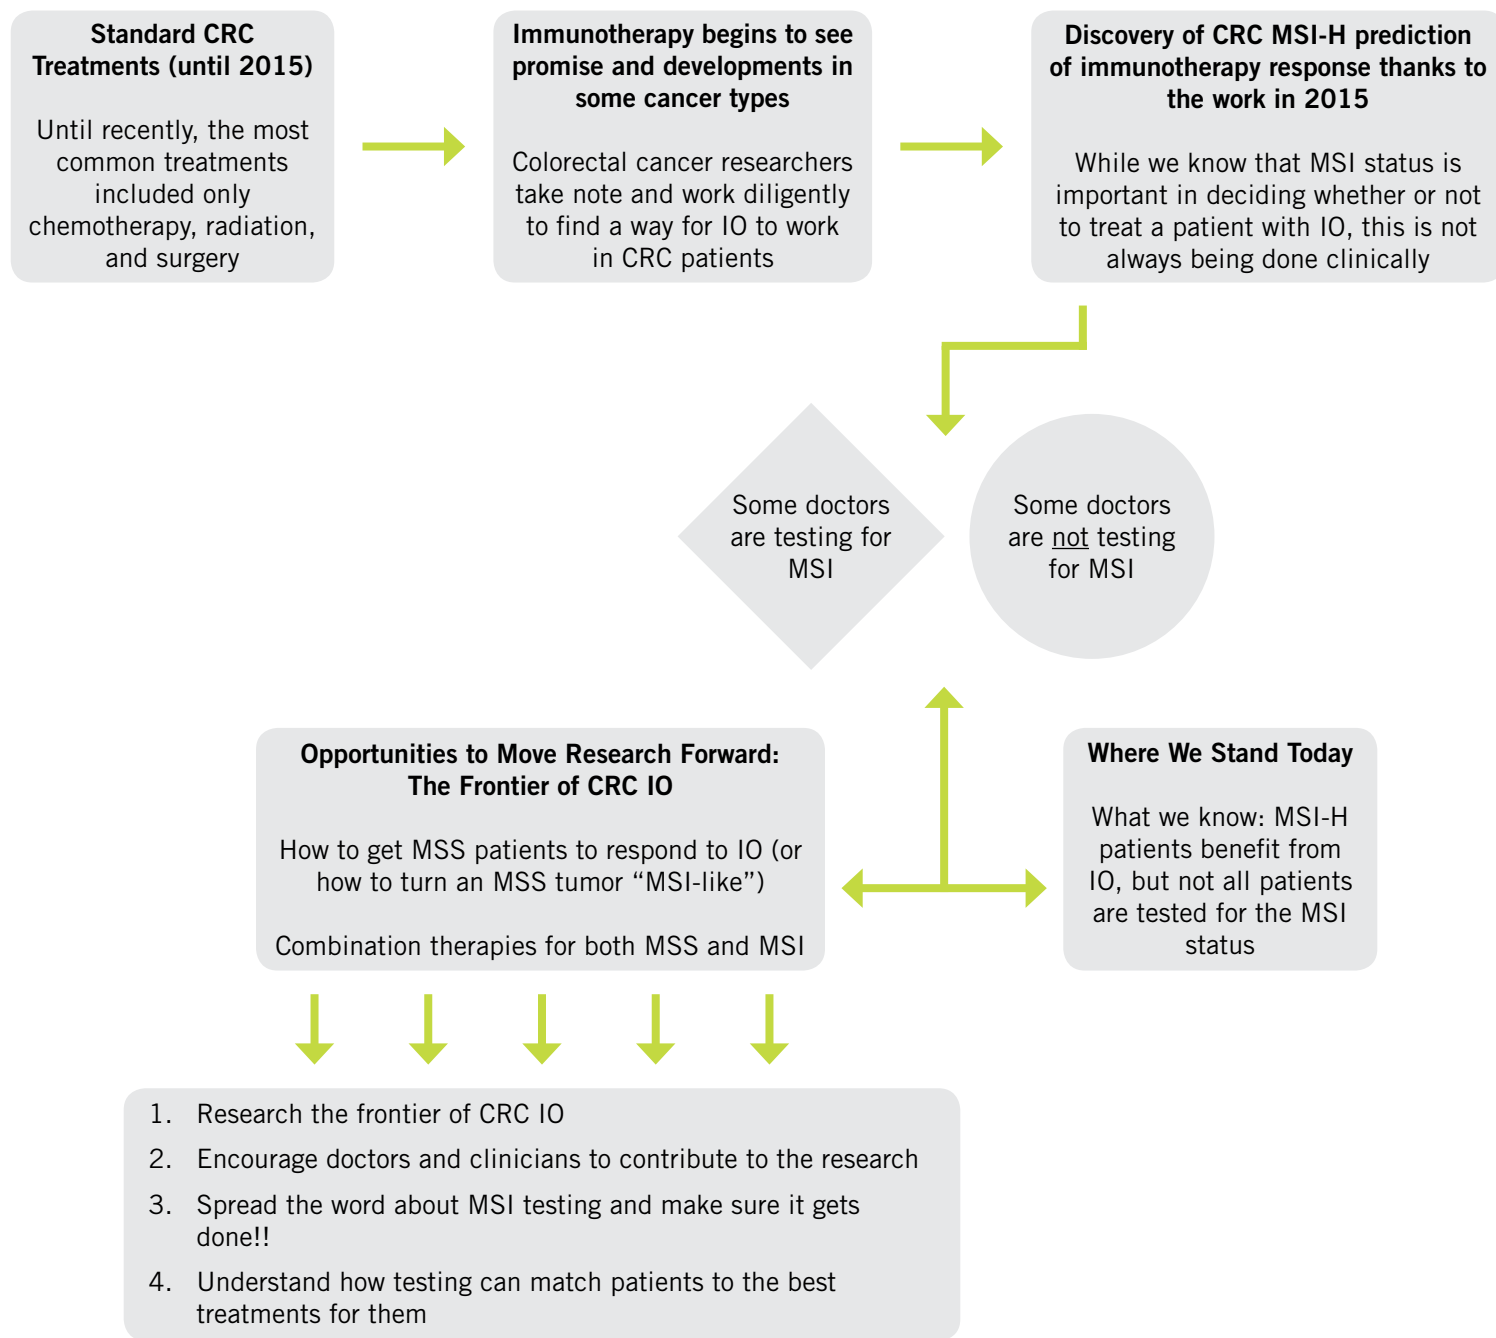 Standard CRC
Treatments (until 2015)
Until recently, the most
common treatments
included only
chemotherapy, radiation,
and surgery
Immunotherapy begins to see
promise and developments in
some cancer types
Colorectal cancer researchers
take note and work diligently
to find a way for IO to work
in CRC patients
Discovery of CRC MSI-H prediction
of immunotherapy response thanks to
the work in 2015
While we know that MSI status is
important in deciding whether or not
to treat a patient with IO, this is not
always being done clinically
Some doctors
are testing for
MSI
Some doctors
are not testing
for MSI
Opportunities to Move Research Forward:
The Frontier of CRC IO
How to get MSS patients to respond to IO (or
how to turn an MSS tumor “MSI-like”)
Combination therapies for both MSS and MSI
Where We Stand Today
What we know: MSI-H
patients benefit from
IO, but not all patients
are tested for the MSI
status
1. Research the frontier of CRC IO
2. Encourage doctors and clinicians to contribute to the research
3. Spread the word about MSI testing and make sure it gets
done!!
4. Understand how testing can match patients to the best
treatments for them